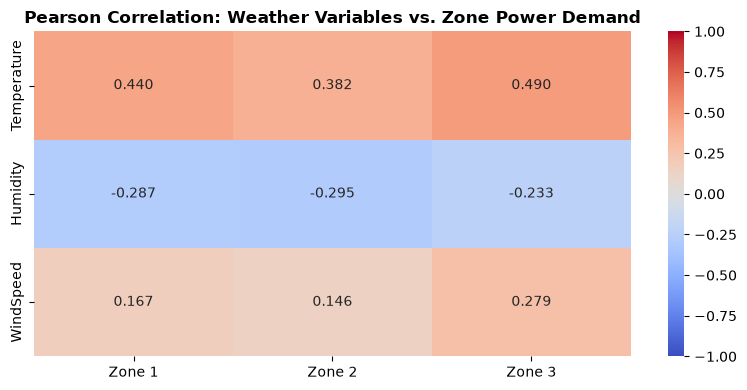 Pearson Correlation: Weather Variables vs. Zone Power Demand
Temperature
0.440 0.382 0.490
Humidity
-0.287 -0.295 -0.233
WindSpeed
0.167 0.146 0.279
Zone 1 Zone 2 Zone 3
1.00
0.75
0.50
0.25
0.00
−0.25
−0.50
−0.75
−1.00